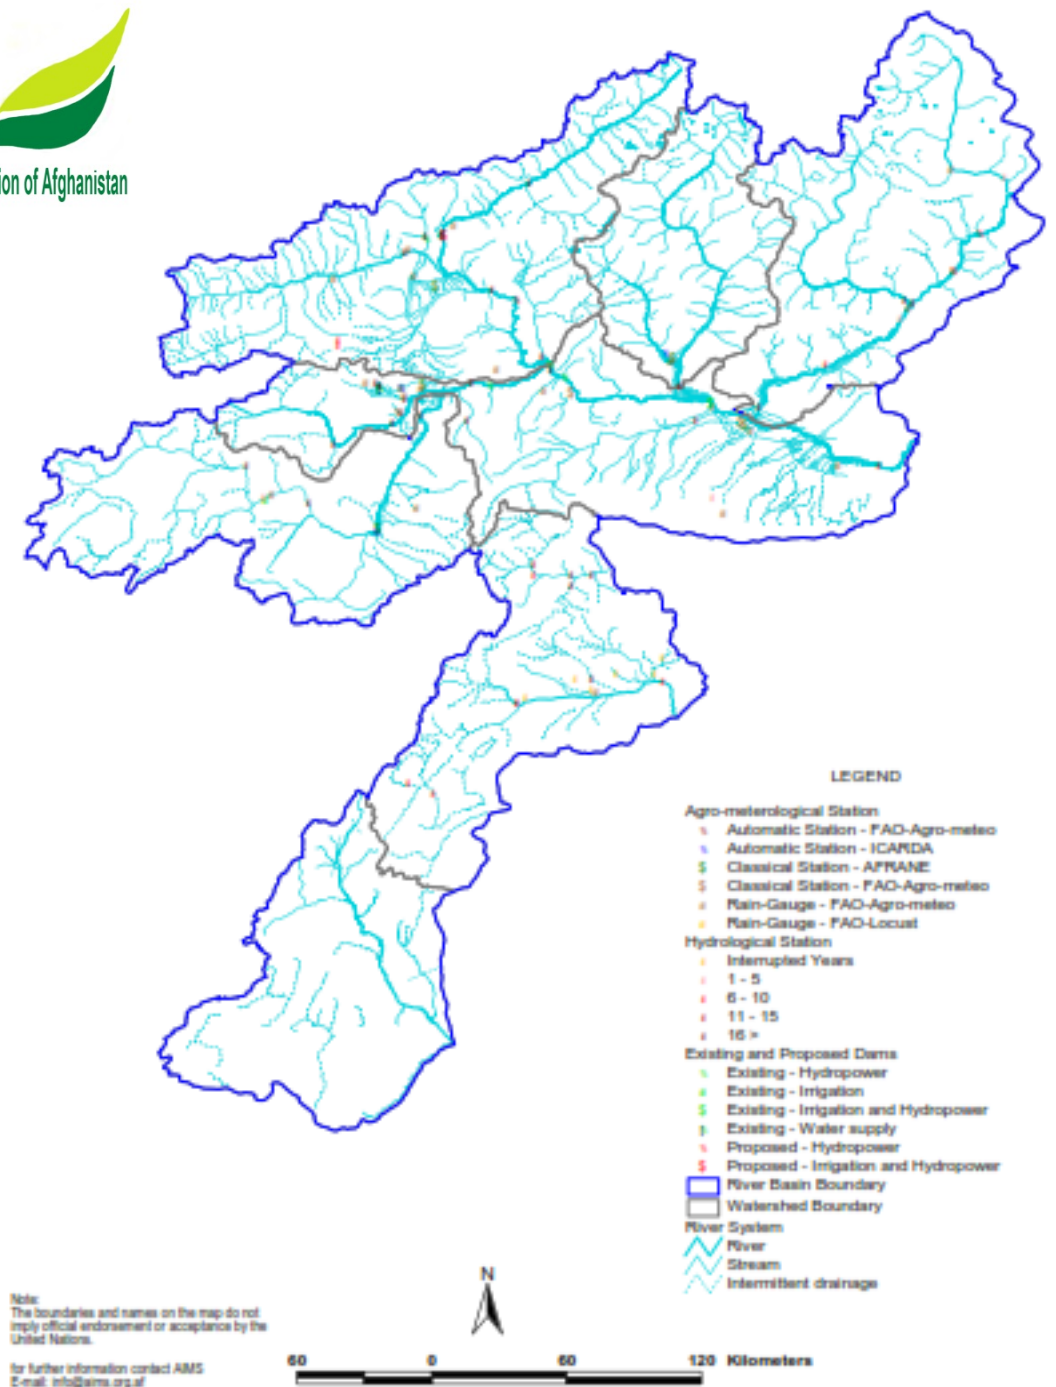 ion of Afghanistan
LEGEND
Agro-meterological Station
Automatic Station - FAO-Agro-meteo
Automatic Station - ICARDA
Classical Station - AFRANE
Classical Station - FAO-Agro-meteo
Rain-Gauge - FAO-Agro-meteo
Rain-Gauge - FAO-Locust
Hydrological Station
Interrupted Years
1 - 5
6 - 10
11 - 15
16 >
Existing and Proposed Dams
Existing - Hydropower
Existing - Irrigation
Existing - Irrigation and Hydropower
Existing - Water supply
Proposed - Hydropower
Proposed - Irrigation and Hydropower
River Basin Boundary
Watershed Boundary
River System
River
Stream
Intermittent drainage
N
Note:
The boundaries and names on the map do not
imply official endorsement or acceptance by the
United Nations.
for further information contact AIMS
E-mail: info@aims.org.af
60 0 60 120 Kilometers